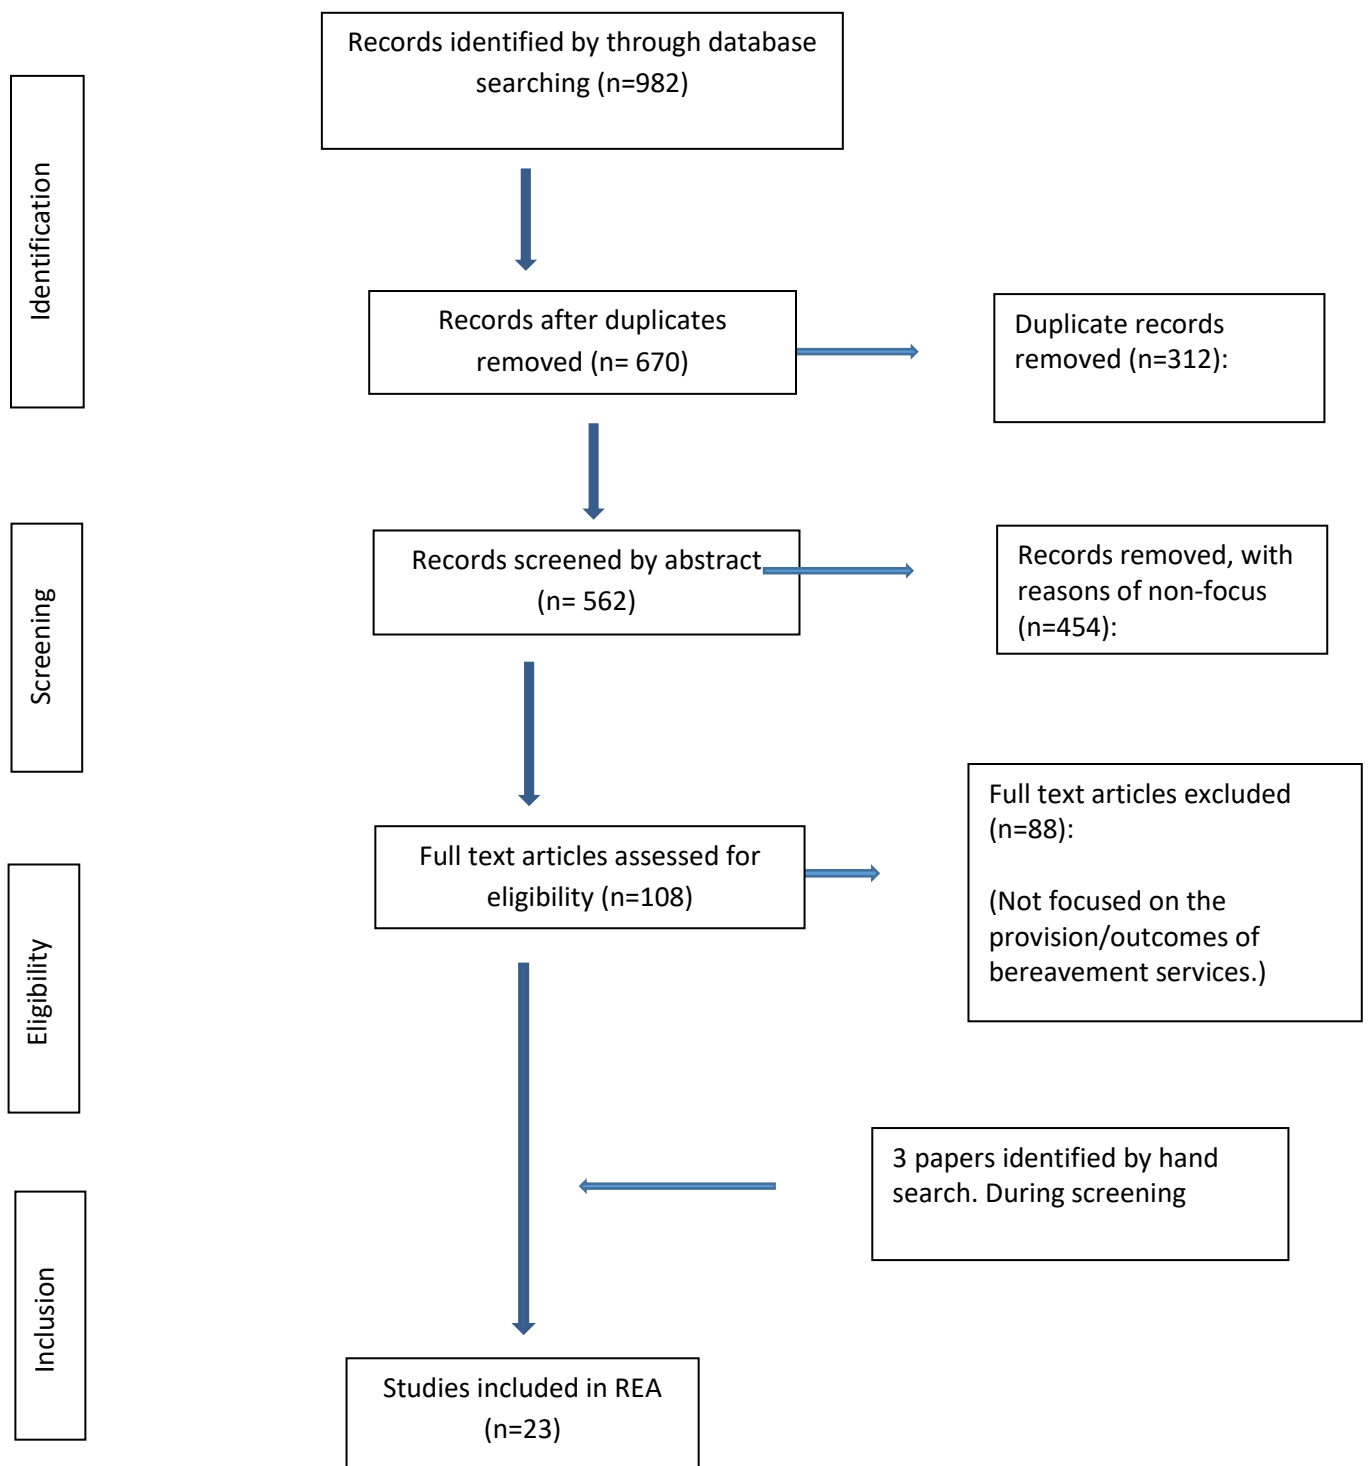 Records identified by through database
searching (n=982)
Identification
Records after duplicates
removed (n= 670)
Duplicate records
removed (n=312):
Screening
Records screened by abstract
(n= 562)
Records removed, with
reasons of non-focus
(n=454):
Eligibility
Full text articles assessed for
eligibility (n=108)
Full text articles excluded
(n=88):
(Not focused on the
provision/outcomes of
bereavement services.)
3 papers identified by hand
search. During screening
Inclusion
Studies included in REA
(n=23)